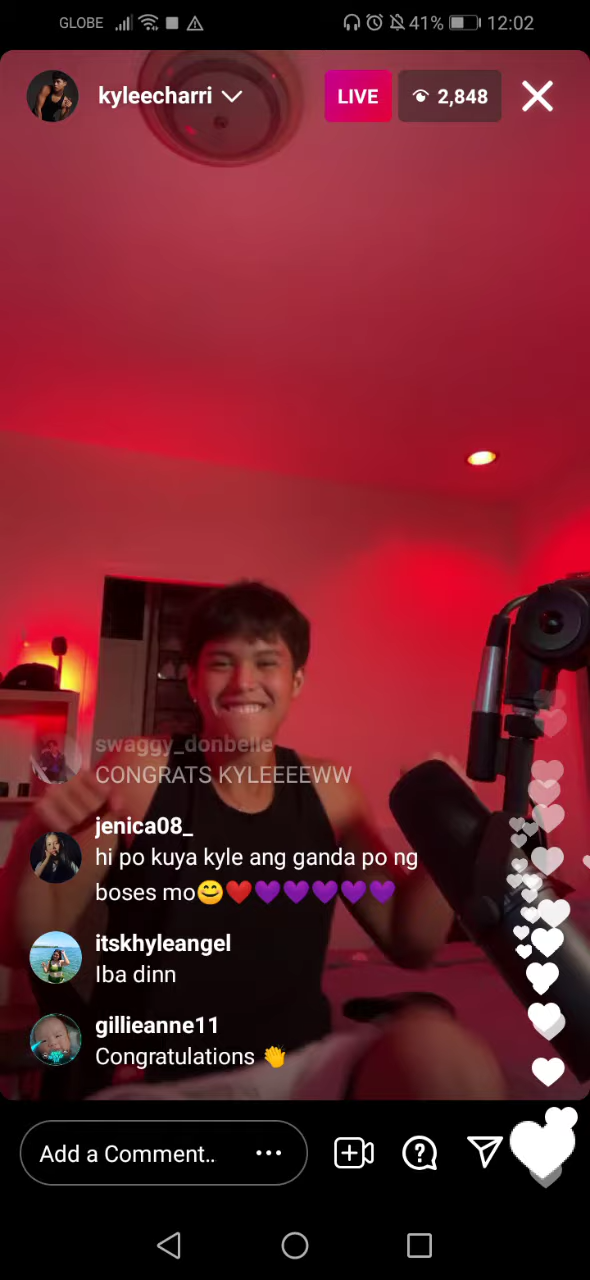 GLOBE 41% 12:02
kyleecharri LIVE 2,848
swaggy_donbelle
CONGRATS KYLEEEEWW
jenica08_
hi po kuya kyle ang ganda po ng
boses mo😊❤️💜💜💜💜💜
itskhyleangel
Iba dinn
gillieanne11
Congratulations 👏
Add a Comment..